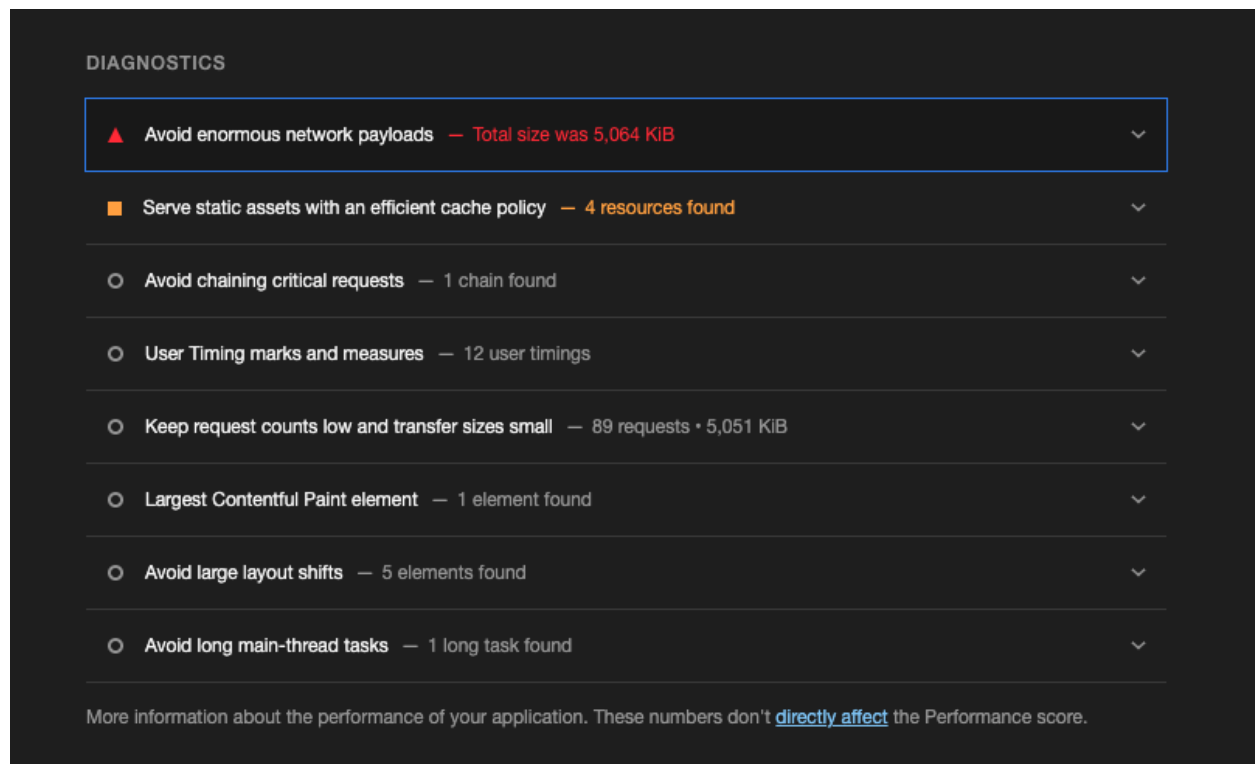 DIAGNOSTICS
Avoid enormous network payloads — Total size was 5,064 KiB
Serve static assets with an efficient cache policy — 4 resources found
Avoid chaining critical requests — 1 chain found
User Timing marks and measures — 12 user timings
Keep request counts low and transfer sizes small — 89 requests • 5,051 KiB
Largest Contentful Paint element — 1 element found
Avoid large layout shifts — 5 elements found
Avoid long main-thread tasks — 1 long task found
More information about the performance of your application. These numbers don't directly affect the Performance score.